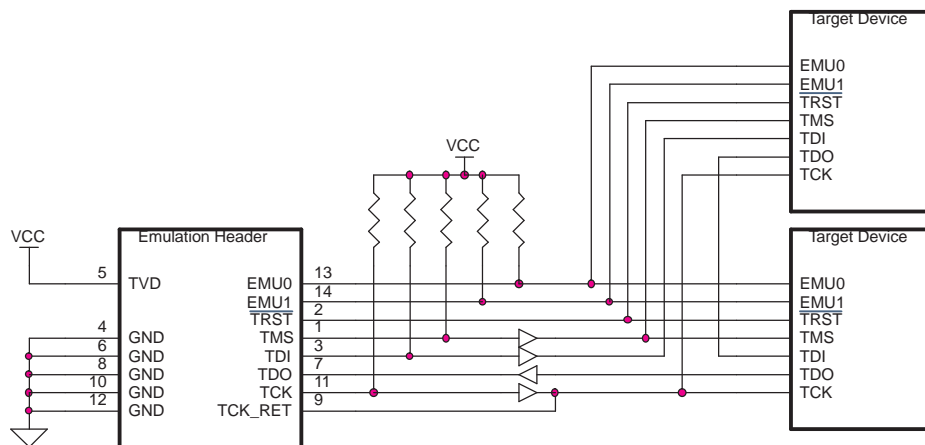 Target Device
EMU0
EMU1
TRST
TMS
TDI
TDO
TCK
VCC
VCC
Emulation Header
5 TVD
4 GND
6 GND
8 GND
10 GND
12 GND
EMU0 13
EMU1 14
TRST 2
TMS 1
TDI 3
TDO 7
TCK 11
TCK_RET 9
Target Device
EMU0
EMU1
TRST
TMS
TDI
TDO
TCK